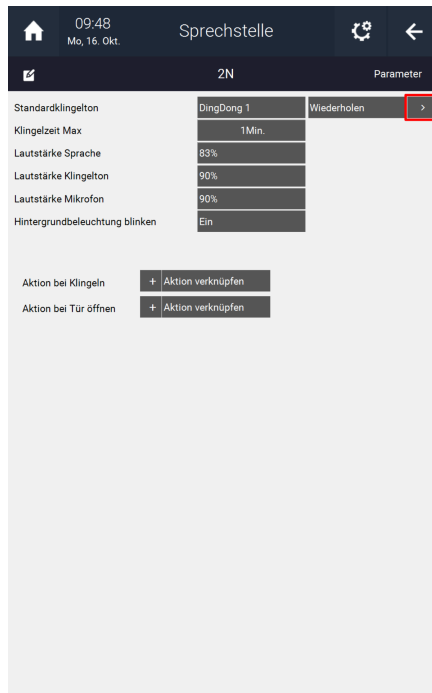 09:48 Sprechstelle
Mo, 16. Okt.
2N Parameter
Standardklingelton DingDong 1 Wiederholen >
Klingelzeit Max 1Min.
Lautstärke Sprache 83%
Lautstärke Klingelton 90%
Lautstärke Mikrofon 90%
Hintergrundbeleuchtung blinken Ein
Aktion bei Klingeln + Aktion verknüpfen
Aktion bei Tür öffnen + Aktion verknüpfen